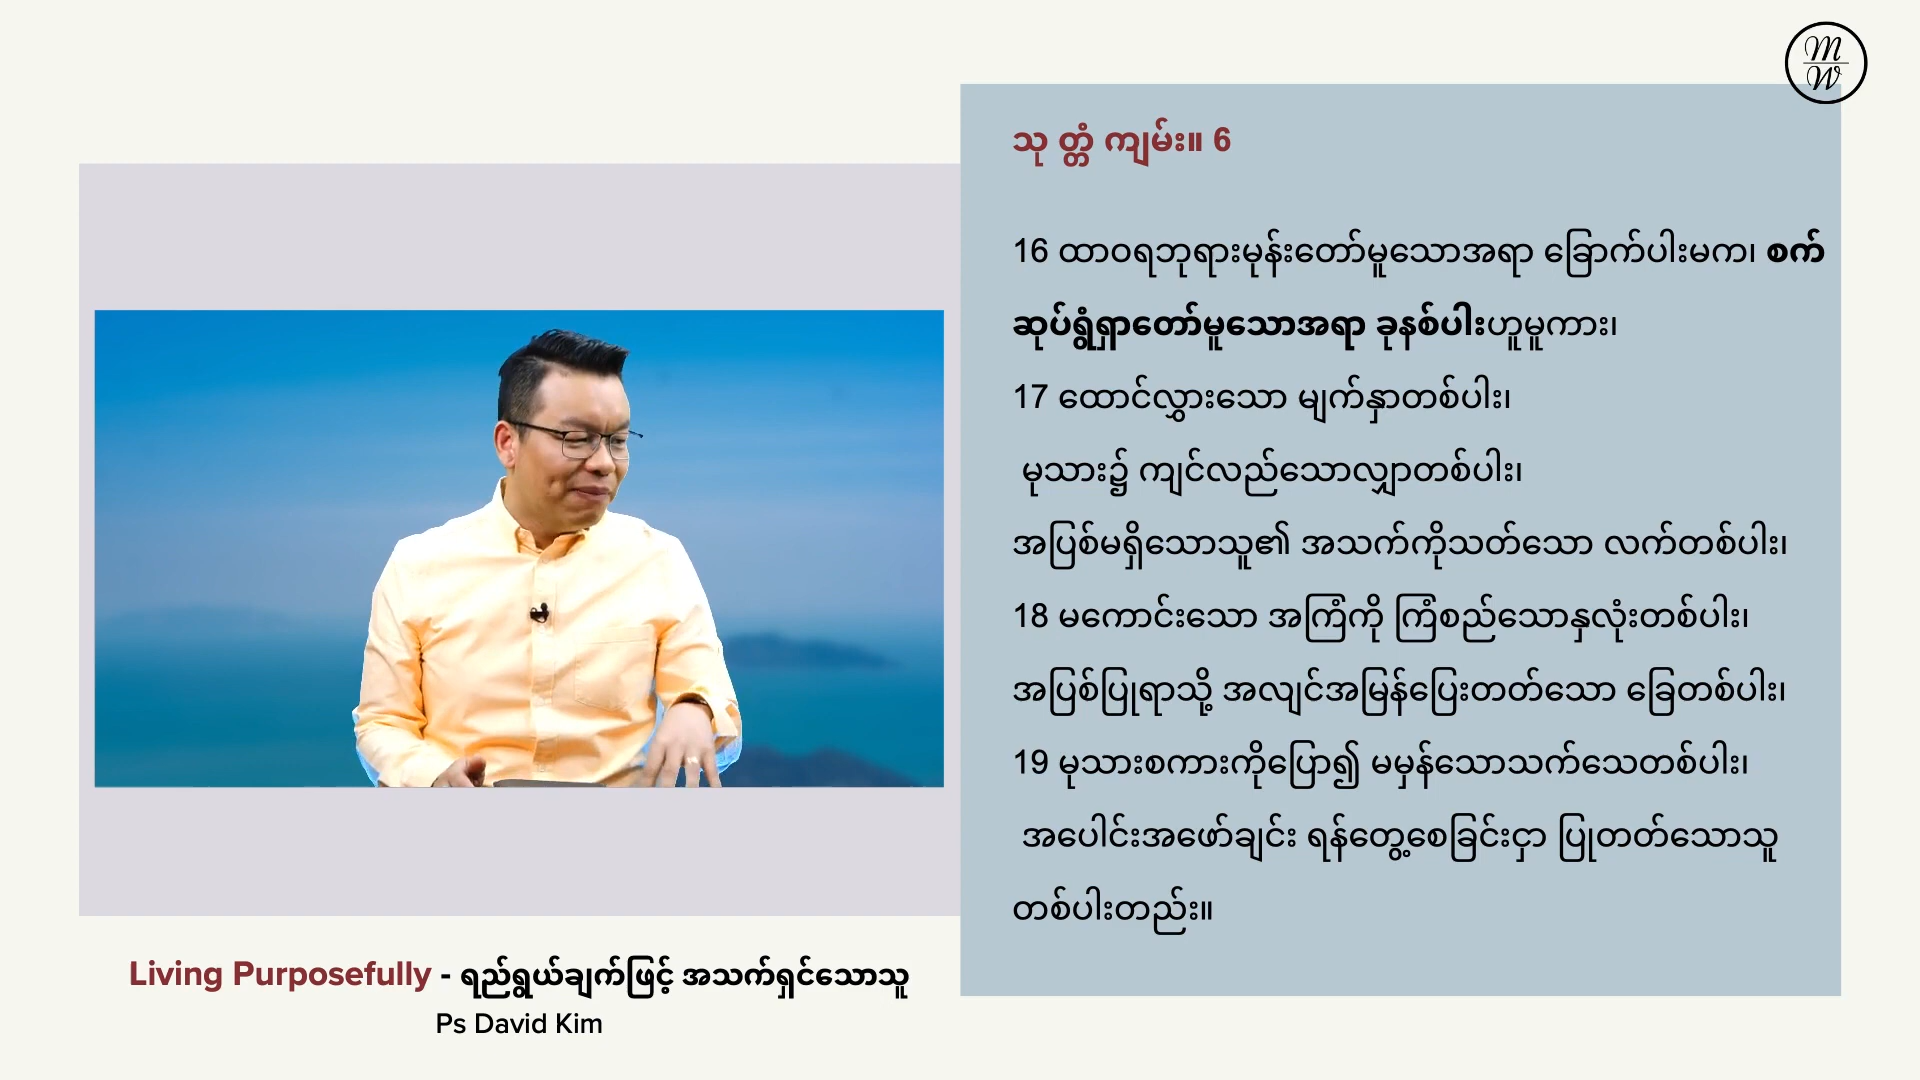 M
W
သု တ္တံ ကျမ်း။ 6
16 ထာဝရဘုရားမုန်းတော်မူသောအရာ ခြောက်ပါးမက၊ စက်
ဆုပ်ရွံရှာတော်မူသောအရာ ခုနစ်ပါးဟူမူကား၊
17 ထောင်လွှားသော မျက်နှာတစ်ပါး၊
မုသား၌ ကျင်လည်သောလျှာတစ်ပါး၊
အပြစ်မရှိသောသူ၏ အသက်ကိုသတ်သော လက်တစ်ပါး၊
18 မကောင်းသော အကြံကို ကြံစည်သောနှလုံးတစ်ပါး၊
အပြစ်ပြုရာသို့ အလျင်အမြန်ပြေးတတ်သော ခြေတစ်ပါး၊
19 မုသားစကားကိုပြော၍ မမှန်သောသက်သေတစ်ပါး၊
အပေါင်းအဖော်ချင်း ရန်တွေ့စေခြင်းငှာ ပြုတတ်သောသူ
တစ်ပါးတည်း။
Living Purposefully - ရည်ရွယ်ချက်ဖြင့် အသက်ရှင်သောသူ
Ps David Kim